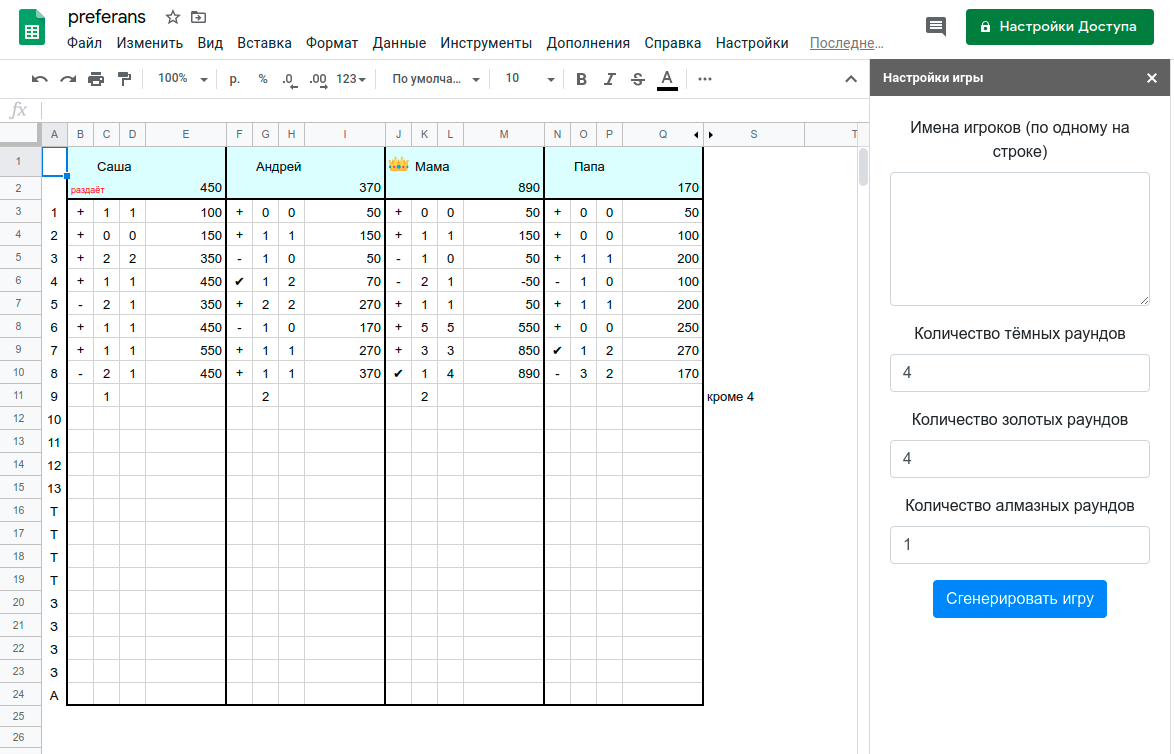 preferans
Файл Изменить Вид Вставка Формат Данные Инструменты Дополнения Справка Настройки Последне…
Настройки Доступа
100% р. % .0 .00 123 По умолча... 10 B I S A
fx
Настройки игры
A B C D E F G H I J K L M N O P Q S T
1 Саша Андрей Мама Папа
2 раздаёт 450 370 890 170
3 1 + 1 1 100 + 0 0 50 + 0 0 50 + 0 0 50
4 2 + 0 0 150 + 1 1 150 + 1 1 150 + 0 0 100
5 3 + 2 2 350 - 1 0 50 - 1 0 50 + 1 1 200
6 4 + 1 1 450 ✔ 1 2 70 - 2 1 -50 - 1 0 100
7 5 - 2 1 350 + 2 2 270 + 1 1 50 + 1 1 200
8 6 + 1 1 450 - 1 0 170 + 5 5 550 + 0 0 250
9 7 + 1 1 550 + 1 1 270 + 3 3 850 ✔ 1 2 270
10 8 - 2 1 450 + 1 1 370 ✔ 1 4 890 - 3 2 170
11 9 1 2 2 кроме 4
12 10
13 11
14 12
15 13
16 Т
17 Т
18 Т
19 Т
20 З
21 З
22 З
23 З
24 А
25
26
Имена игроков (по одному на
строке)
Количество тёмных раундов
4
Количество золотых раундов
4
Количество алмазных раундов
1
Сгенерировать игру